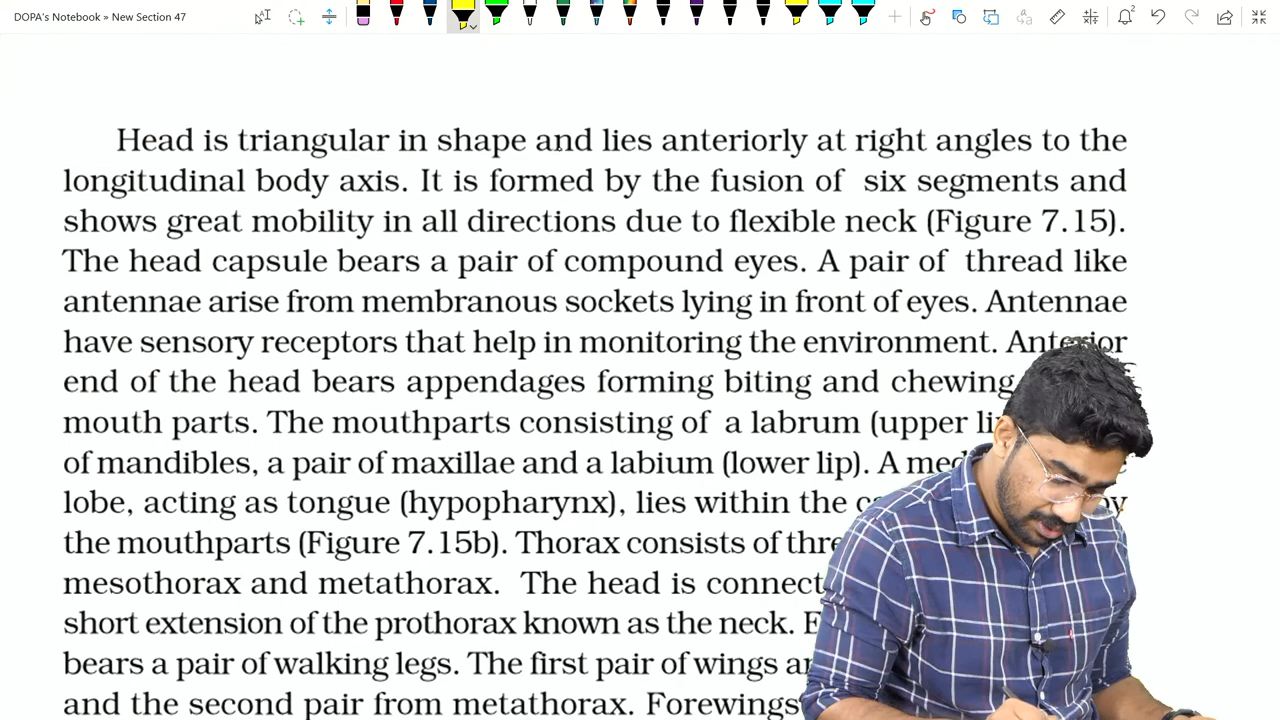 DOPA's Notebook » New Section 47
2
Head is triangular in shape and lies anteriorly at right angles to the
longitudinal body axis. It is formed by the fusion of six segments and
shows great mobility in all directions due to flexible neck (Figure 7.15).
The head capsule bears a pair of compound eyes. A pair of thread like
antennae arise from membranous sockets lying in front of eyes. Antennae
have sensory receptors that help in monitoring the environment. Anterior
end of the head bears appendages forming biting and chewing
mouth parts. The mouthparts consisting of a labrum (upper
of mandibles, a pair of maxillae and a labium (lower lip). A
lobe, acting as tongue (hypopharynx), lies within the
the mouthparts (Figure 7.15b). Thorax consists of
mesothorax and metathorax. The head is
short extension of the prothorax known as the neck.
bears a pair of walking legs. The first pair of wings
and the second pair from metathorax. Forewings